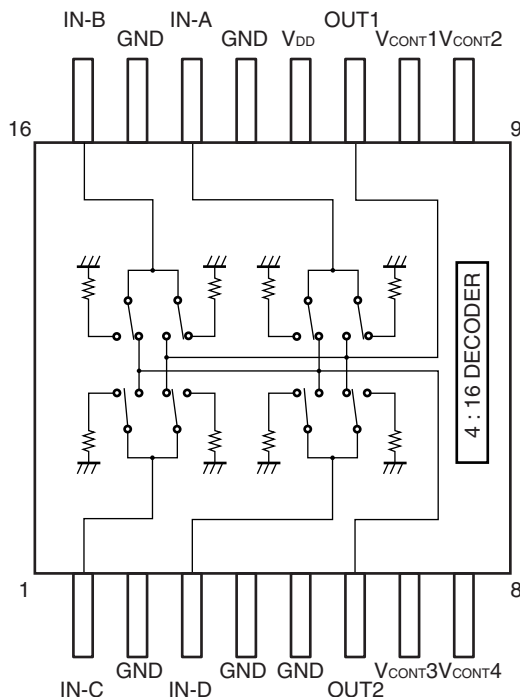 IN-B IN-A OUT1
GND GND VDD VCONT1 VCONT2
16 9
4 : 16 DECODER
1 8
GND GND GND VCONT3 VCONT4
IN-C IN-D OUT2